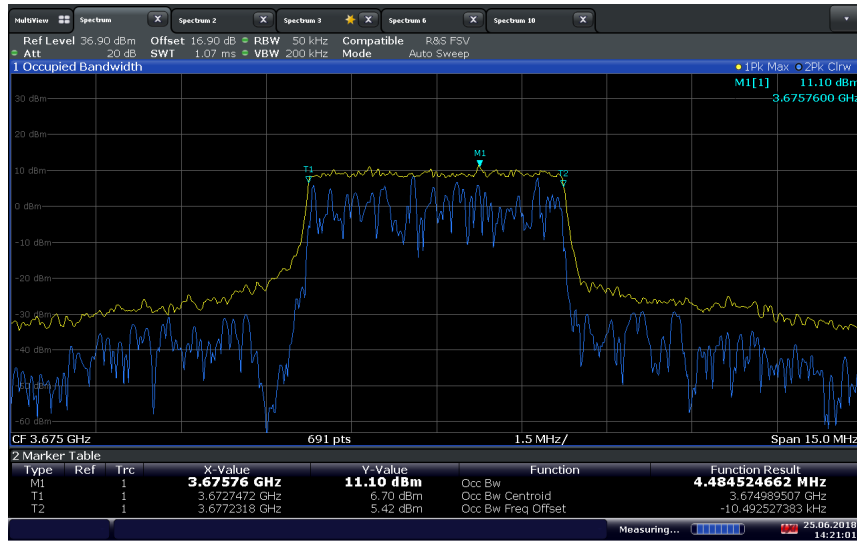 MultiView Spectrum X Spectrum 2 X Spectrum 3 X Spectrum 6 X Spectrum 10 X
Ref Level 36.90 dBm Offset 16.90 dB RBW 50 kHz Compatible R&S FSV
Att 20 dB SWT 1.07 ms VBW 200 kHz Mode Auto Sweep
1 Occupied Bandwidth 1Pk Max 2Pk Clrw
M1[1] 11.10 dBm
3.6757600 GHz
30 dBm
20 dBm
M1
10 dBm T1 T2
0 dBm
-10 dBm
-20 dBm
-30 dBm
-40 dBm
-50 dBm
-60 dBm
CF 3.675 GHz 691 pts 1.5 MHz/ Span 15.0 MHz
2 Marker Table
Type Ref Trc X-Value Y-Value Function Function Result
M1 1 3.67576 GHz 11.10 dBm Occ Bw 4.484524662 MHz
T1 1 3.6727472 GHz 6.70 dBm Occ Bw Centroid 3.674989507 GHz
T2 1 3.6772318 GHz 5.42 dBm Occ Bw Freq Offset -10.492527383 kHz
Measuring... 25.06.2018
14:21:01